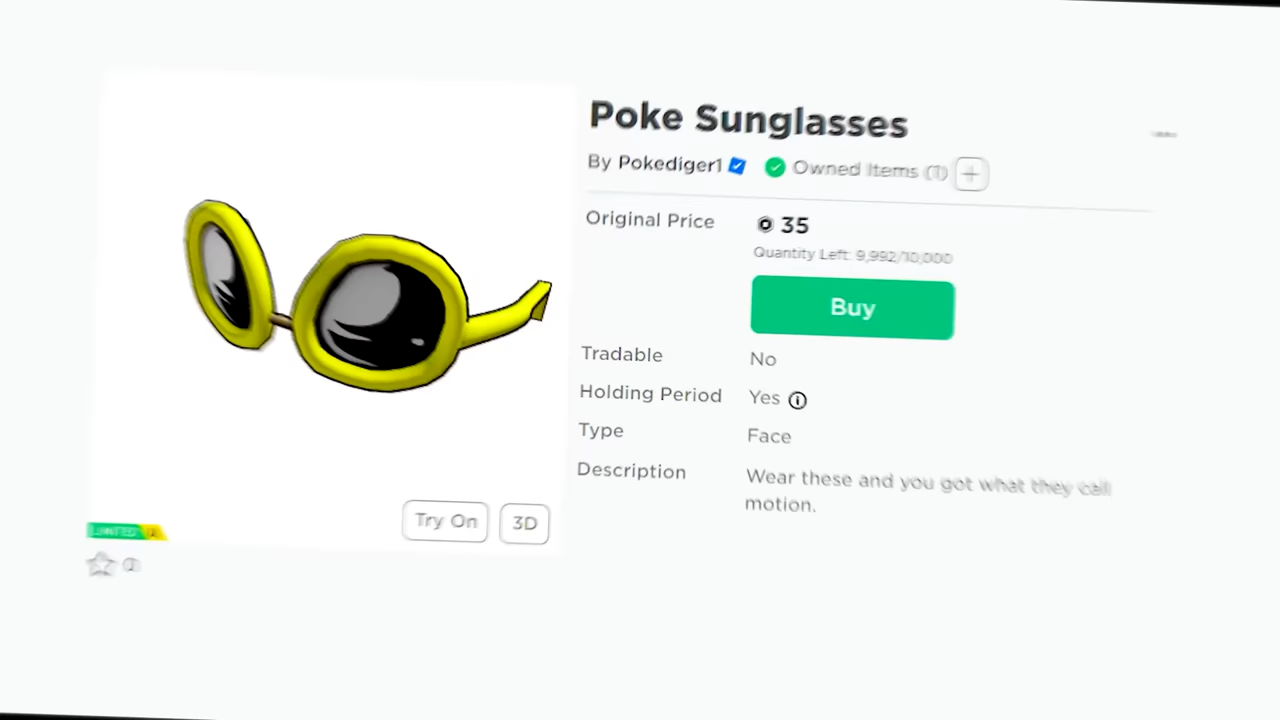 Poke Sunglasses
By Pokediger1 Owned Items (1)
Original Price 35
Quantity Left: 9,992/10,000
Buy
Tradable No
Holding Period Yes
Type Face
Description Wear these and you got what they call
motion.
Try On 3D
LIMITED